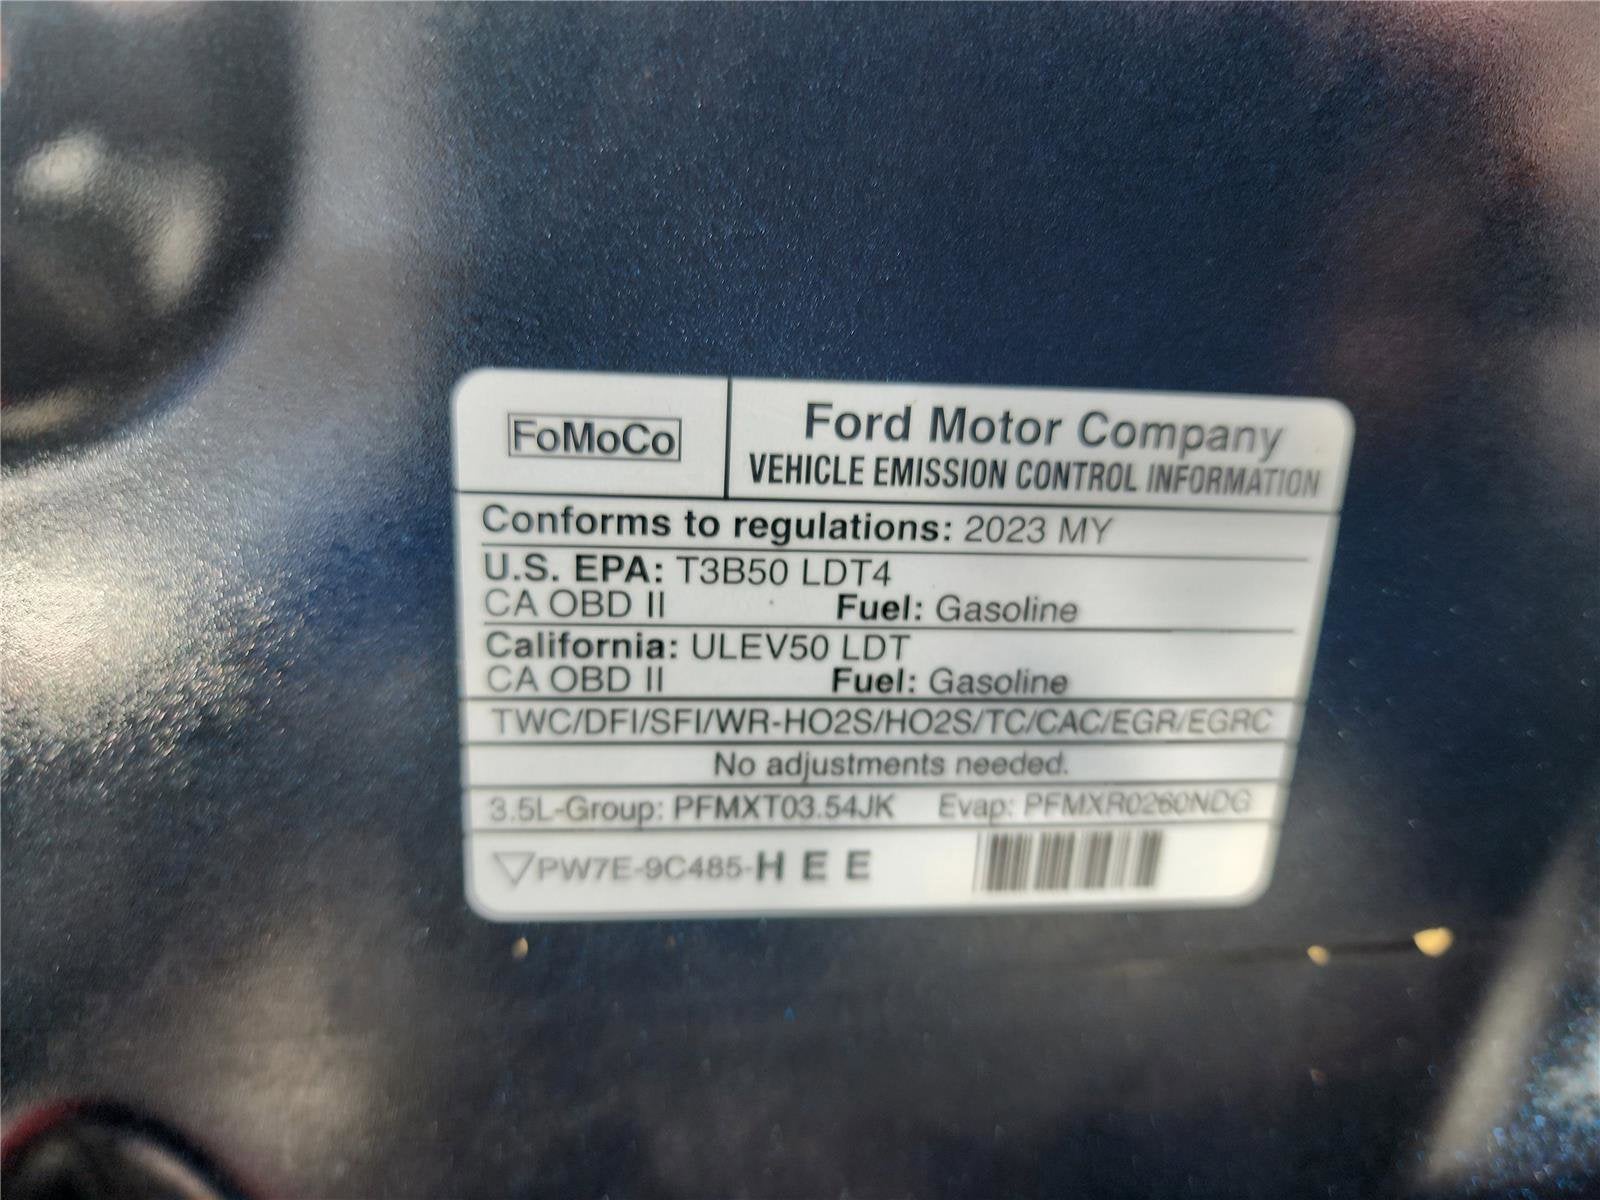 FoMoCo
Ford Motor Company
VEHICLE EMISSION CONTROL INFORMATION
Conforms to regulations: 2023 MY
U.S. EPA: T3B50 LDT4
CA OBD II Fuel: Gasoline
California: ULEV50 LDT
CA OBD II Fuel: Gasoline
TWC/DFI/SFI/WR-HO2S/HO2S/TC/CAC/EGR/EGRC
No adjustments needed.
3.5L-Group: PFMXT03.54JK Evap: PFMXR0260NDG
PW7E-9C485-HEE